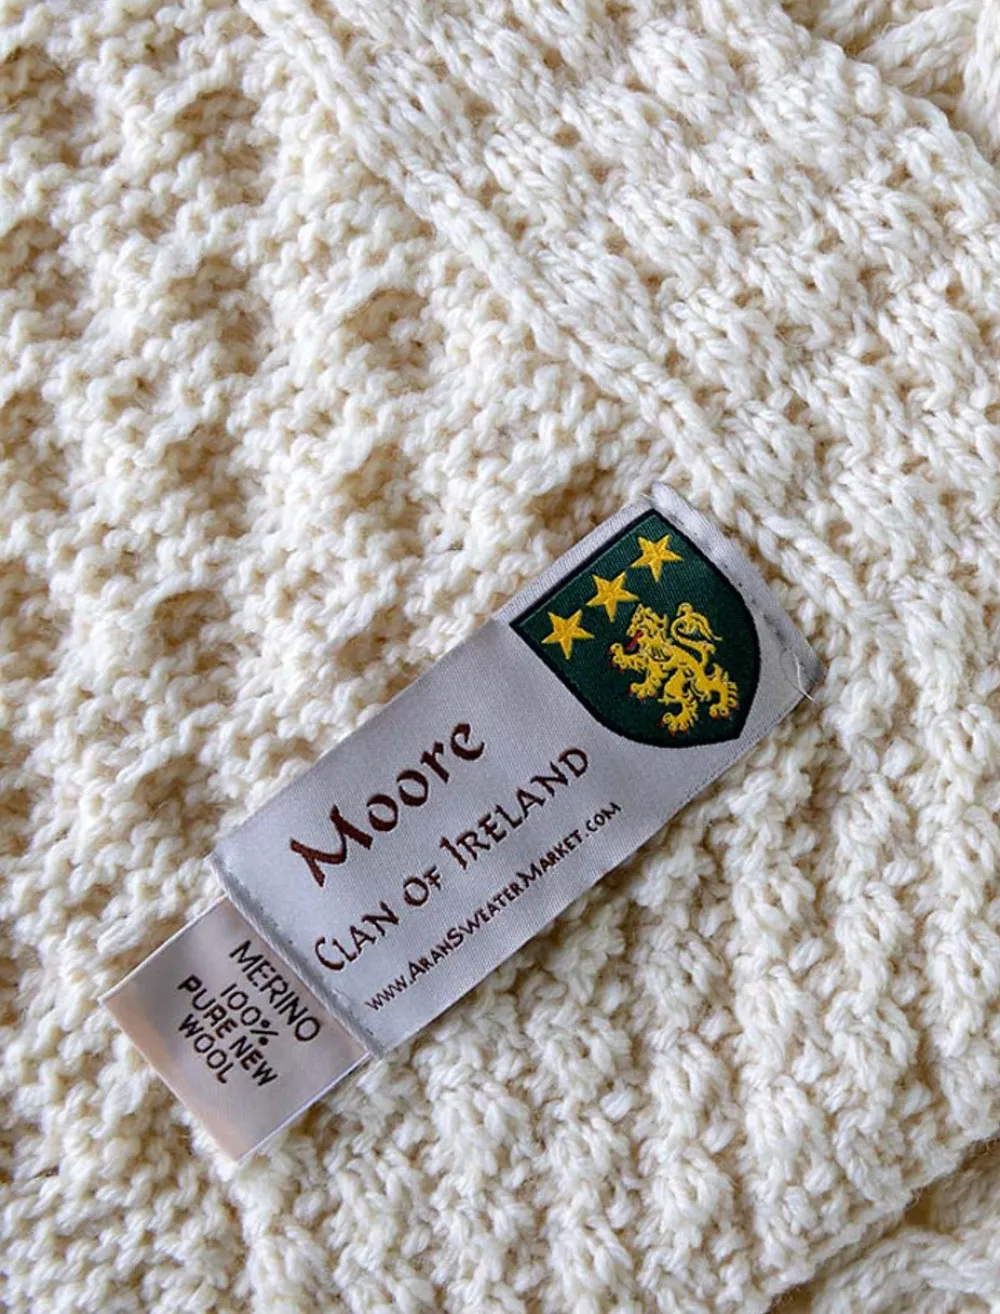 Moore
CLAN OF IRELAND
WWW.ARANSWEATERMARKET.COM
MERINO
100%
PURE NEW
WOOL